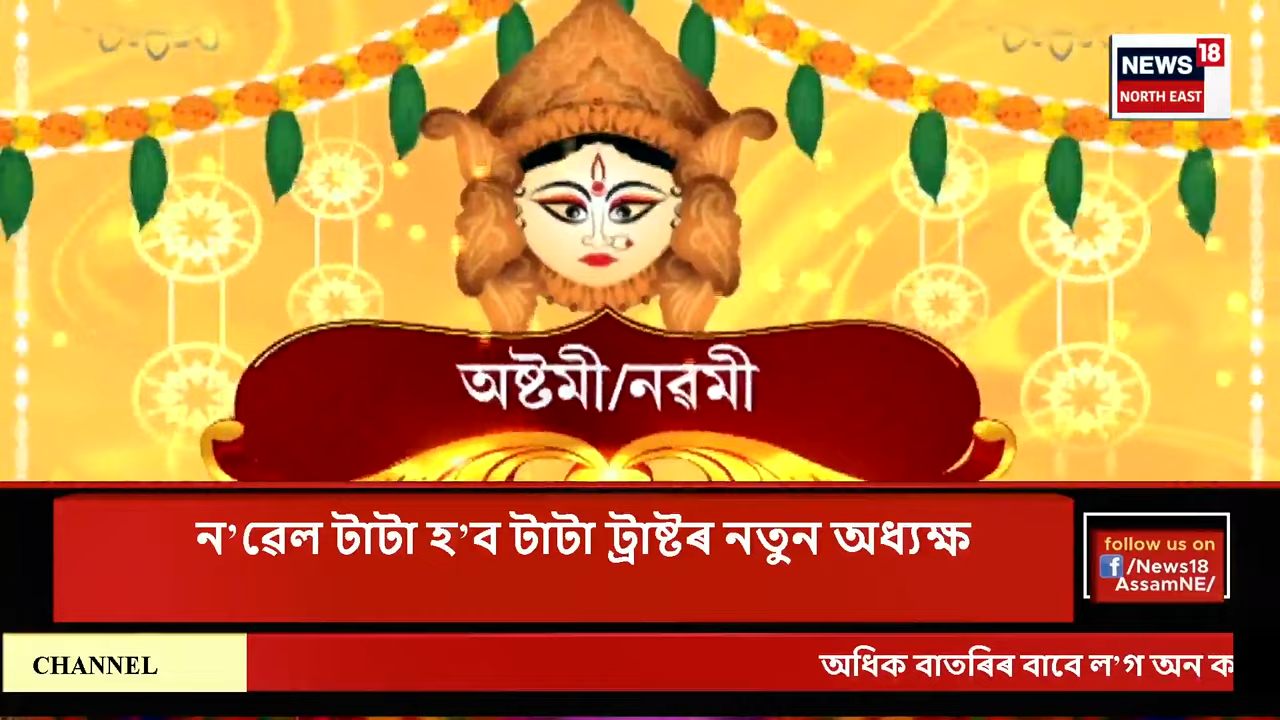 NEWS 18
NORTH EAST
অষ্টমী/নৱমী
ন’ৱেল টাটা হ’ব টাটা ট্ৰাষ্টৰ নতুন অধ্যক্ষ
follow us on
/News18
AssamNE/
CHANNEL
অধিক বাতৰিৰ বাবে ল’গ অন ক